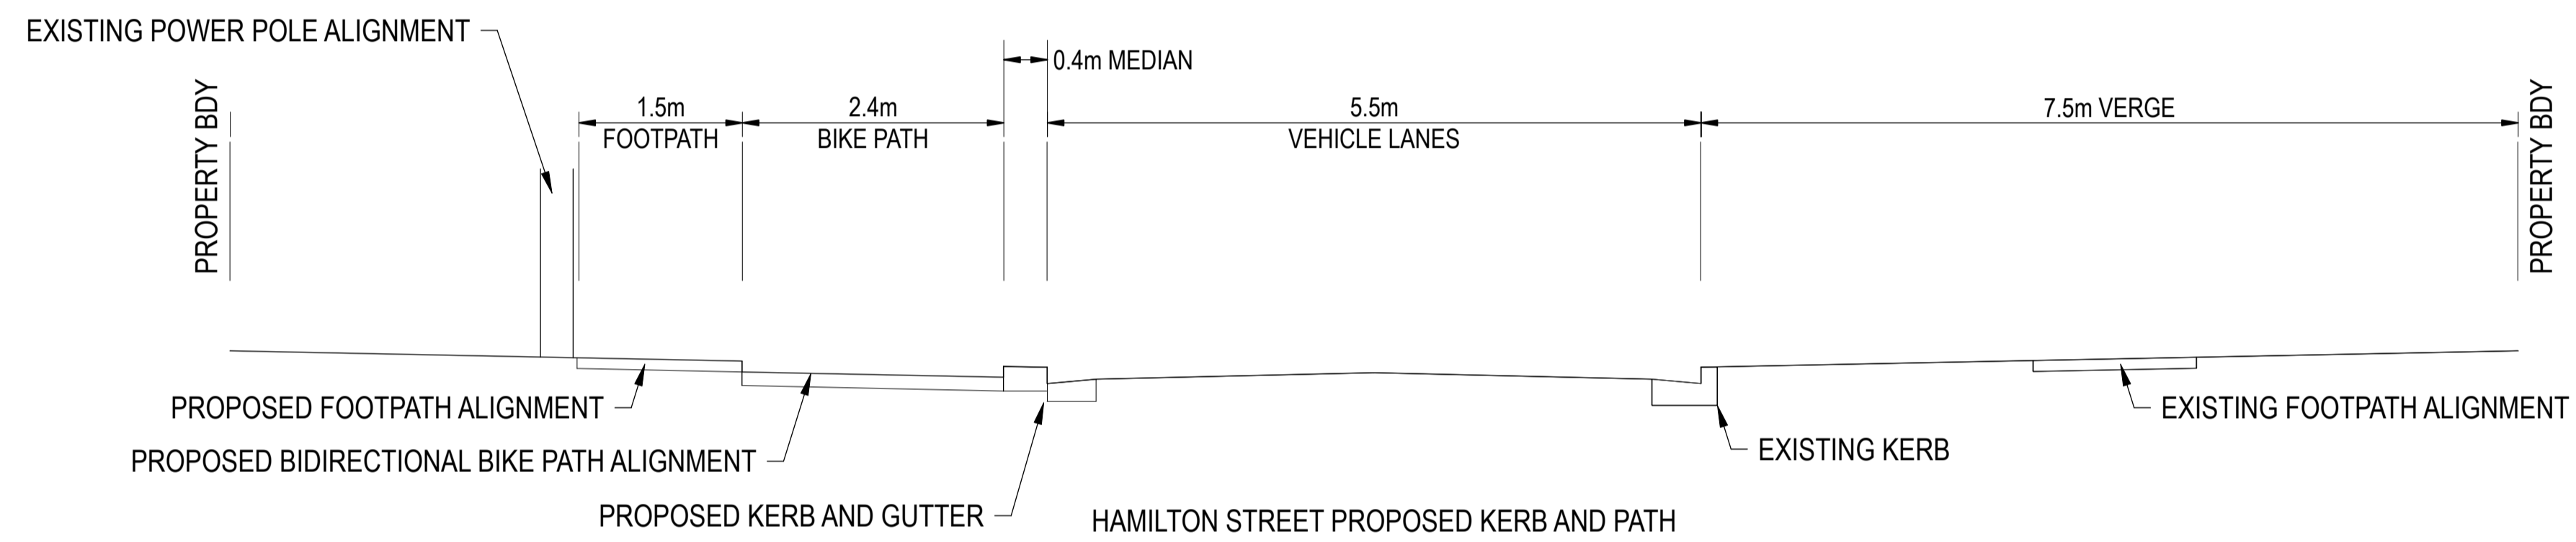 EXISTING POWER POLE ALIGNMENT
0.4m MEDIAN
PROPERTY BDY
1.5m
FOOTPATH
2.4m
BIKE PATH
5.5m
VEHICLE LANES
7.5m VERGE
PROPERTY BDY
PROPOSED FOOTPATH ALIGNMENT
EXISTING FOOTPATH ALIGNMENT
PROPOSED BIDIRECTIONAL BIKE PATH ALIGNMENT
EXISTING KERB
PROPOSED KERB AND GUTTER
HAMILTON STREET PROPOSED KERB AND PATH